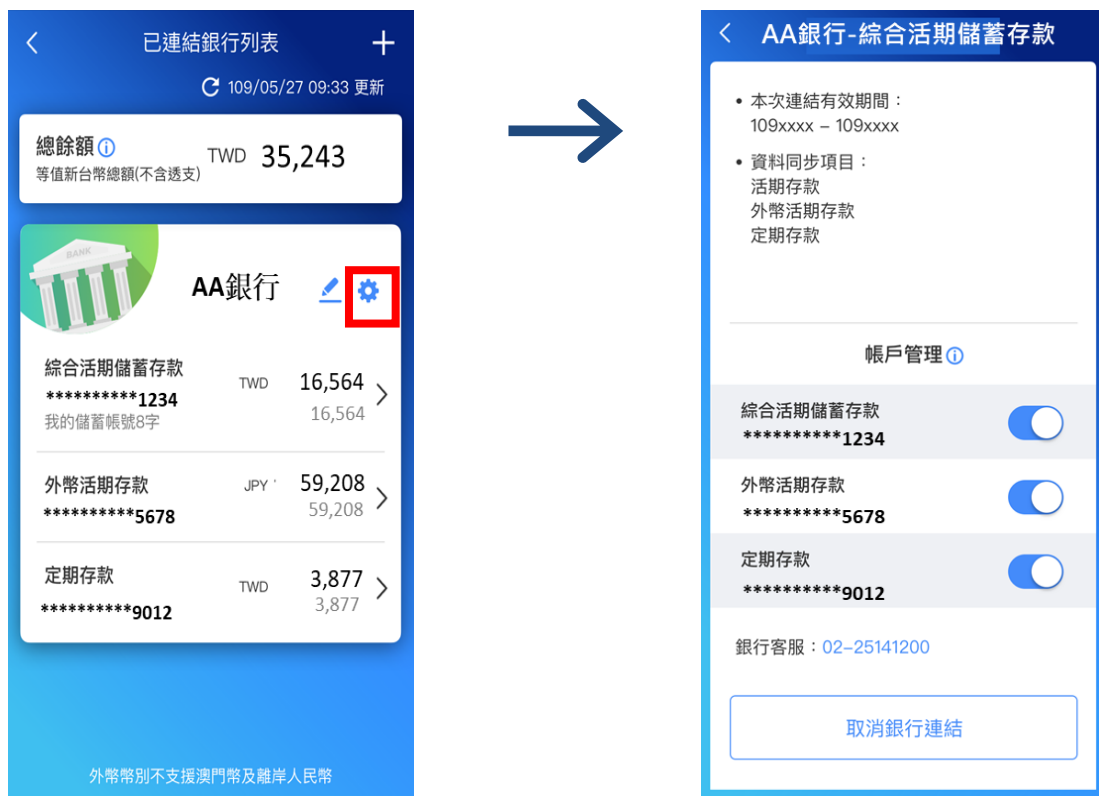 已連結銀行列表
109/05/27 09:33 更新
總餘額
TWD 35,243
等值新台幣總額(不含透支)
BANK
AA銀行
綜合活期儲蓄存款
**********1234
我的儲蓄帳號8字
TWD 16,564
16,564
外幣活期存款
**********5678
JPY 59,208
59,208
定期存款
**********9012
TWD 3,877
3,877
外幣幣別不支援澳門幣及離岸人民幣
AA銀行-綜合活期儲蓄存款
• 本次連結有效期間：
109xxxx – 109xxxx
• 資料同步項目：
活期存款
外幣活期存款
定期存款
帳戶管理
綜合活期儲蓄存款
**********1234
外幣活期存款
**********5678
定期存款
**********9012
銀行客服：02-25141200
取消銀行連結